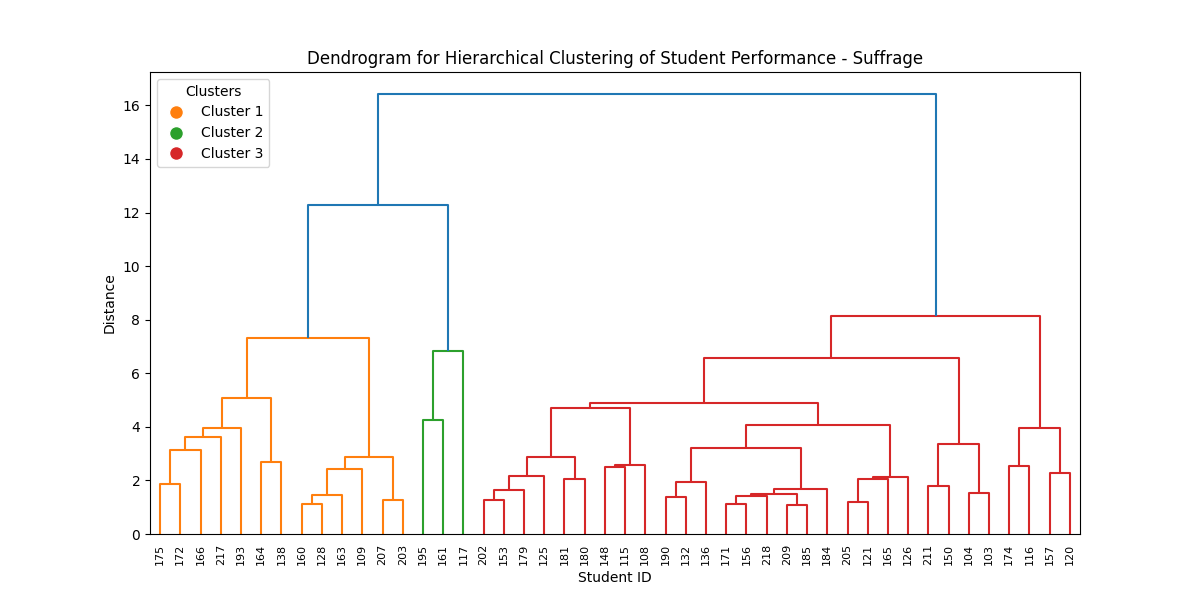 Dendrogram for Hierarchical Clustering of Student Performance - Suffrage
Clusters
Cluster 1
Cluster 2
Cluster 3
16
14
12
10
8
6
4
2
0
Distance
175 172 166 217 193 164 138 160 128 163 109 207 203 195 161 117 202 153 179 125 181 180 148 115 108 190 132 136 171 156 218 209 185 184 205 121 165 126 211 150 104 103 174 116 157 120
Student ID